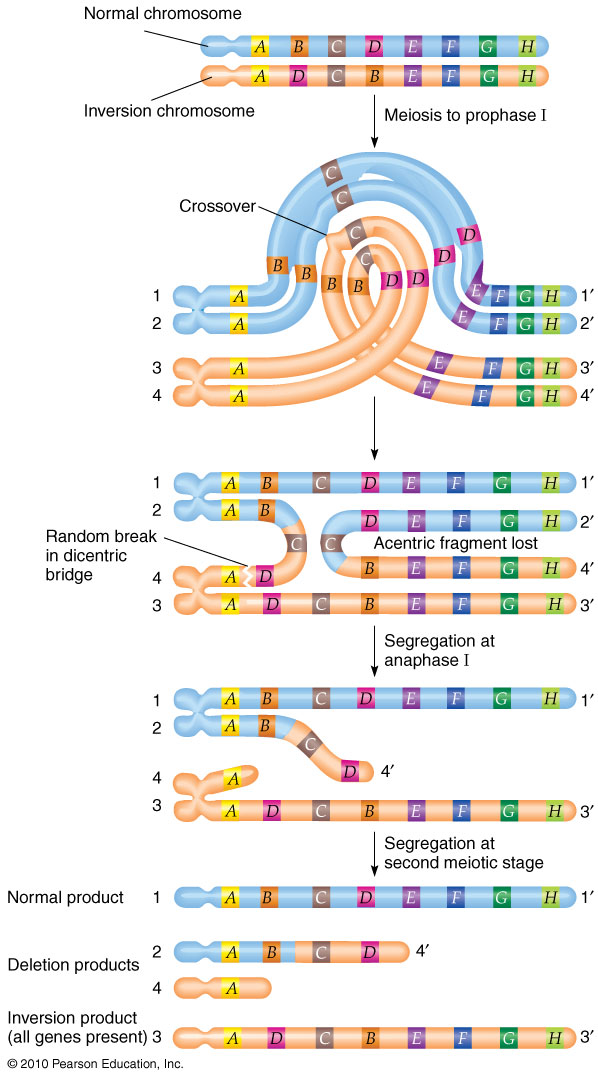 Normal chromosome
A B C D E F G H
A D C B E F G H
Inversion chromosome
Meiosis to prophase I
Crossover
C
C
C
C
D
D
B B B B D D
1 A E F G H 1′
2 A E F G H 2′
3 A E F G H 3′
4 A E F G H 4′
1 A B C D E F G H 1′
2 A B D E F G H 2′
Random break
in dicentric
bridge
C C
Acentric fragment lost
4 A D B E F G H 4′
3 A D C B E F G H 3′
Segregation at
anaphase I
1 A B C D E F G H 1′
2 A B C D 4′
4 A
3 A D C B E F G H 3′
Segregation at
second meiotic stage
Normal product 1 A B C D E F G H 1′
2 A B C D 4′
Deletion products
4 A
Inversion product
(all genes present) 3 A D C B E F G H 3′
© 2010 Pearson Education, Inc.